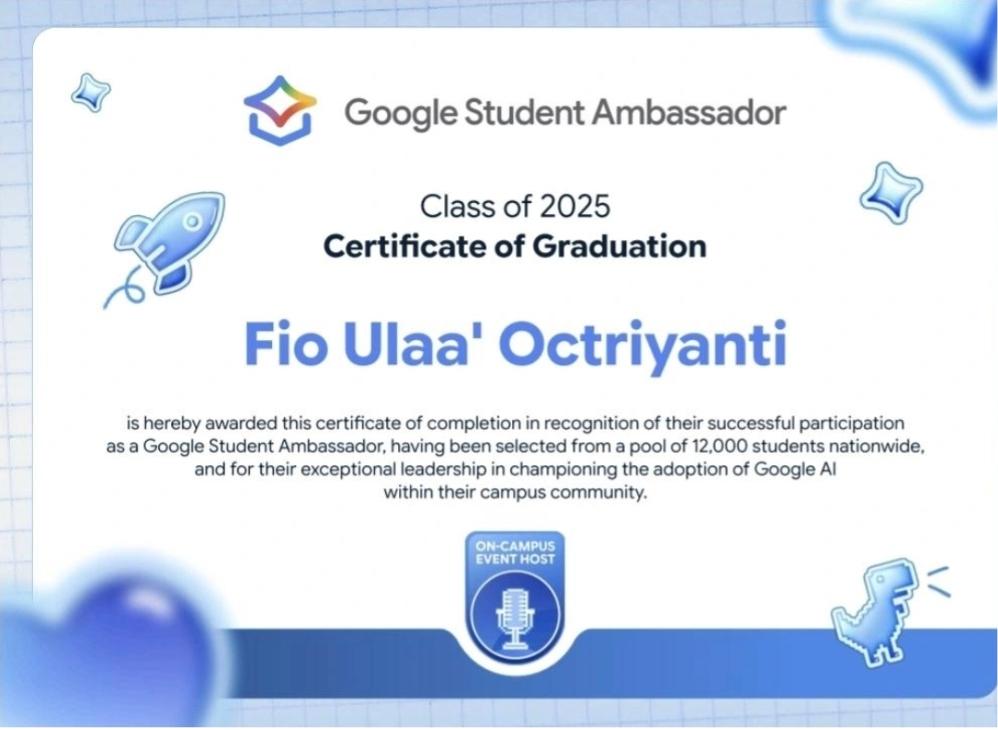 Google Student Ambassador
Class of 2025
Certificate of Graduation
Fio Ulaa' Octriyanti
is hereby awarded this certificate of completion in recognition of their successful participation
as a Google Student Ambassador, having been selected from a pool of 12,000 students nationwide,
and for their exceptional leadership in championing the adoption of Google AI
within their campus community.
ON-CAMPUS
EVENT HOST